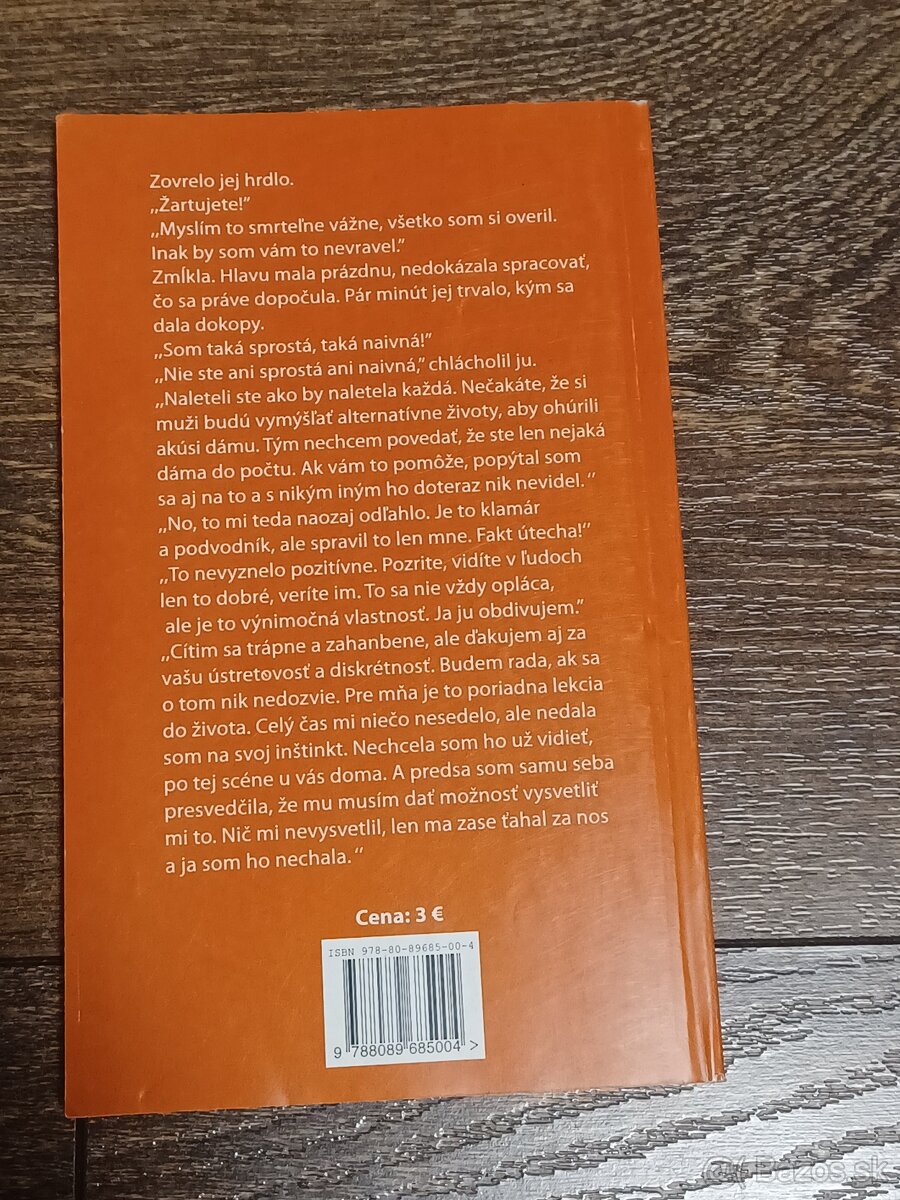 Zovrelo jej hrdlo.
,,Žartujete!"
,,Myslím to smrteľne vážne, všetko som si overil.
Inak by som vám to nevravel."
Zmĺkla. Hlavu mala prázdnu, nedokázala spracovať,
čo sa práve dopočula. Pár minút jej trvalo, kým sa
dala dokopy.
,,Som taká sprostá, taká naivná!"
,,Nie ste ani sprostá ani naivná," chlácholil ju.
,,Naleteli ste ako by naletela každá. Nečakáte, že si
muži budú vymýšľať alternatívne životy, aby ohúrili
akúsi dámu. Tým nechcem povedať, že ste len nejaká
dáma do počtu. Ak vám to pomôže, popýtal som
sa aj na to a s nikým iným ho doteraz nik nevidel. "
,,No, to mi teda naozaj odľahlo. Je to klamár
a podvodník, ale spravil to len mne. Fakt útecha!"
,,To nevyznelo pozitívne. Pozrite, vidíte v ľudoch
len to dobré, veríte im. To sa nie vždy opláca,
ale je to výnimočná vlastnosť. Ja ju obdivujem."
,,Cítim sa trápne a zahanbene, ale ďakujem aj za
vašu ústretovosť a diskrétnosť. Budem rada, ak sa
o tom nik nedozvie. Pre mňa je to poriadna lekcia
do života. Celý čas mi niečo nesedelo, ale nedala
som na svoj inštinkt. Nechcela som ho už vidieť,
po tej scéne u vás doma. A predsa som samu seba
presvedčila, že mu musím dať možnosť vysvetliť
mi to. Nič mi nevysvetlil, len ma zase ťahal za nos
a ja som ho nechala. "
Cena: 3 €
ISBN 978-80-89685-00-4
9 788089 685004 >
Bazos.sk